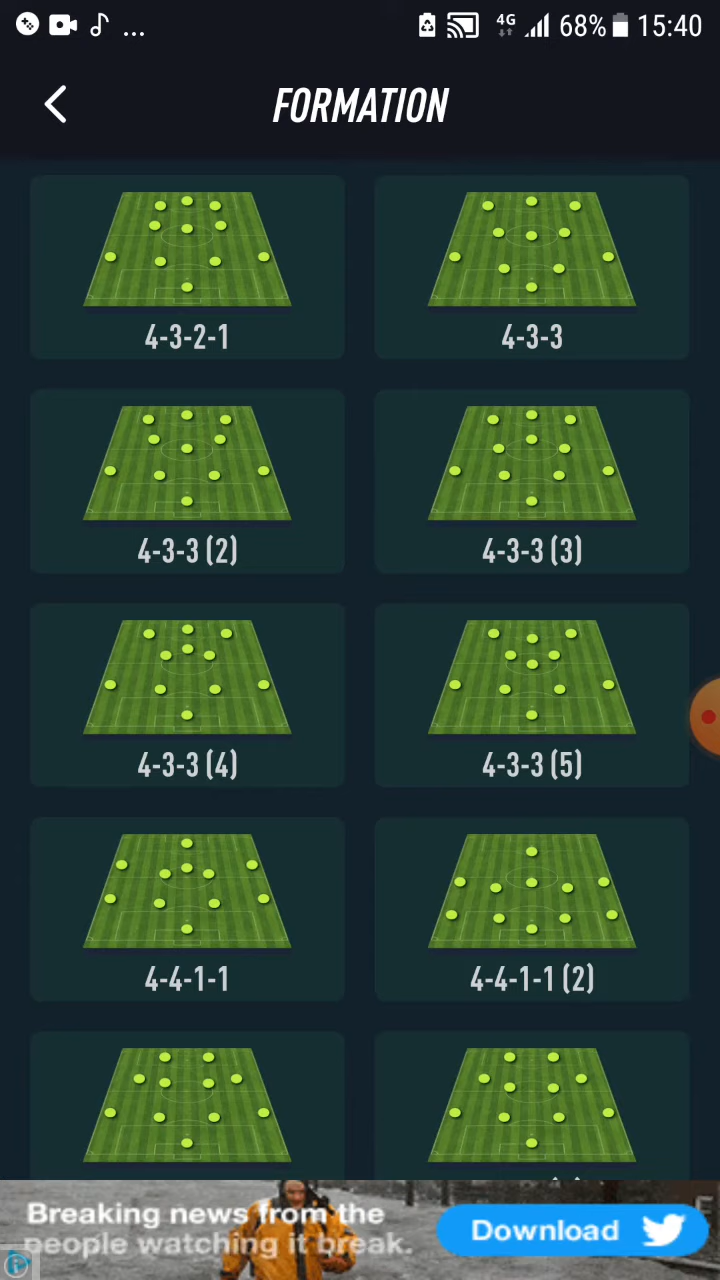 4G 68% 15:40
FORMATION
4-3-2-1
4-3-3
4-3-3 (2)
4-3-3 (3)
4-3-3 (4)
4-3-3 (5)
4-4-1-1
4-4-1-1 (2)
Breaking news from the
people watching it break.
Download